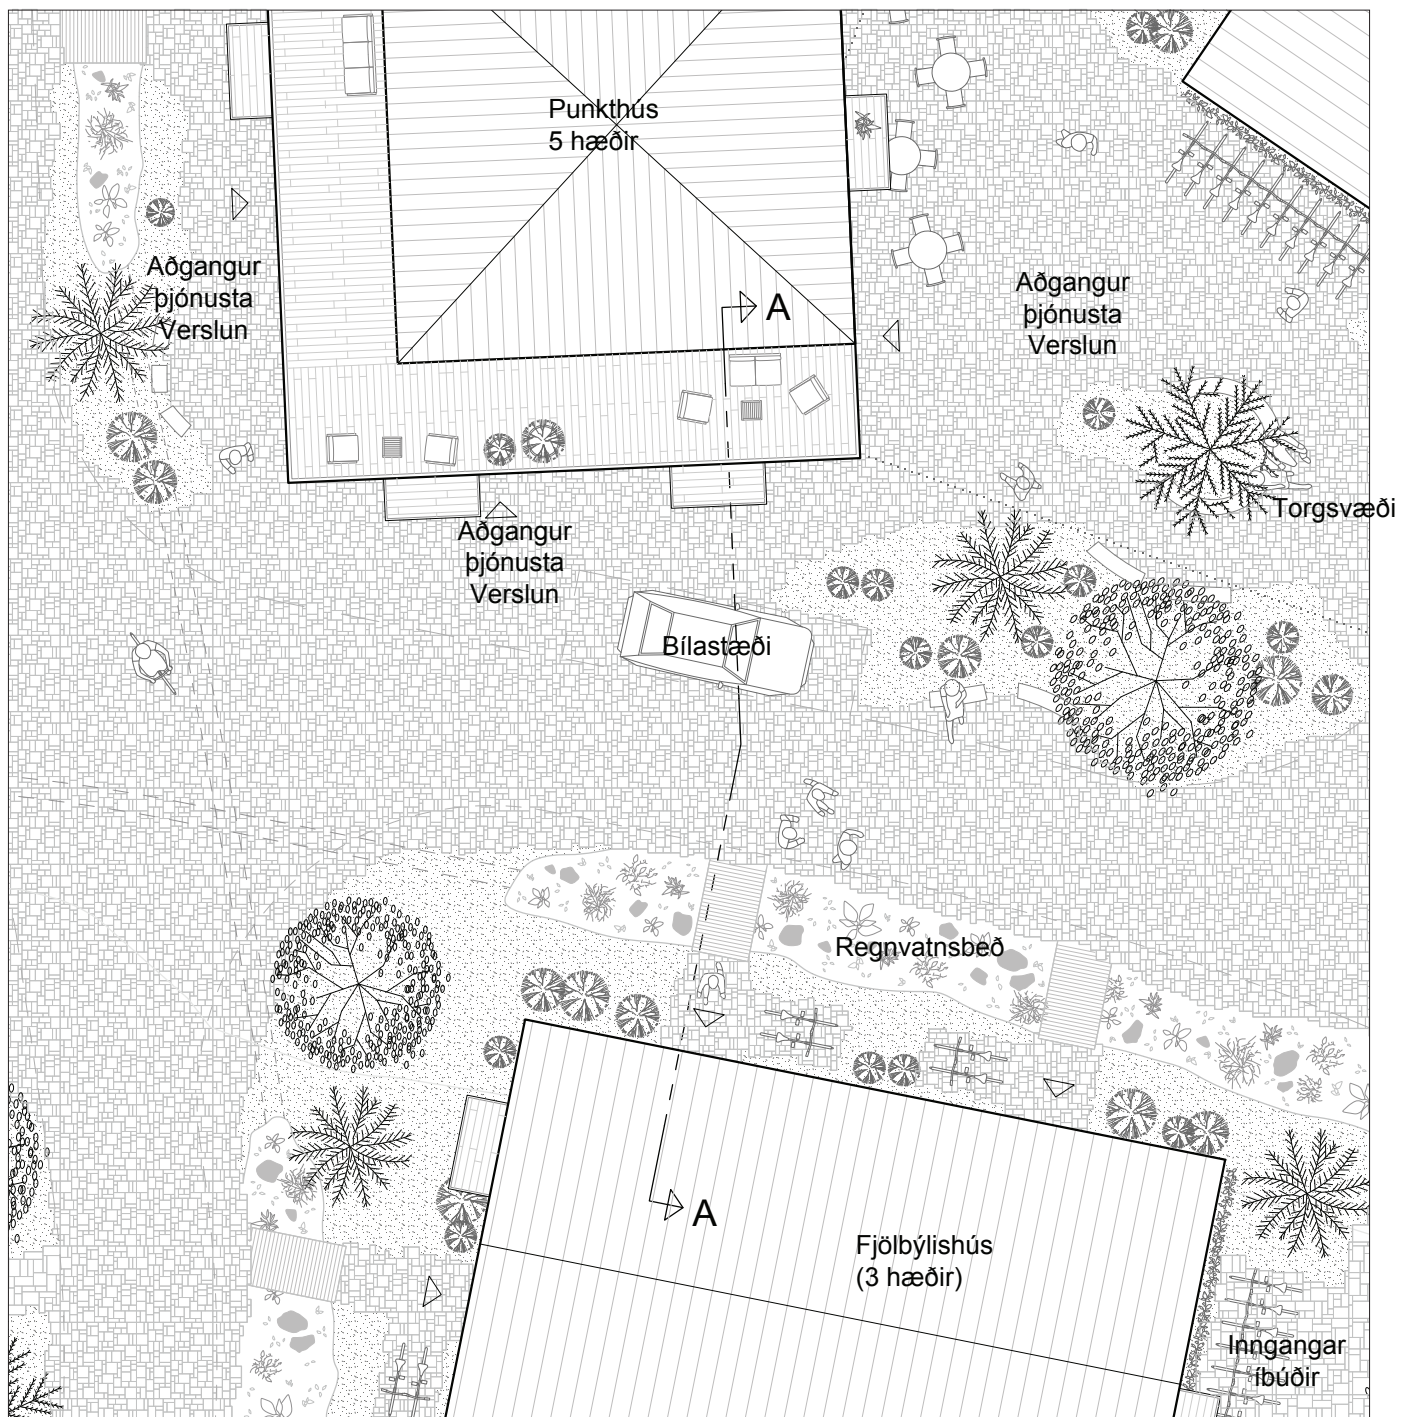 Punkthús
5 hæðir
Aðgangur
þjónusta
Verslun
A
Aðgangur
þjónusta
Verslun
Torgsvæði
Aðgangur
þjónusta
Verslun
Bílastæði
Regnvatnsbeð
A
Fjölbýlishús
(3 hæðir)
Inngangar
íbúðir